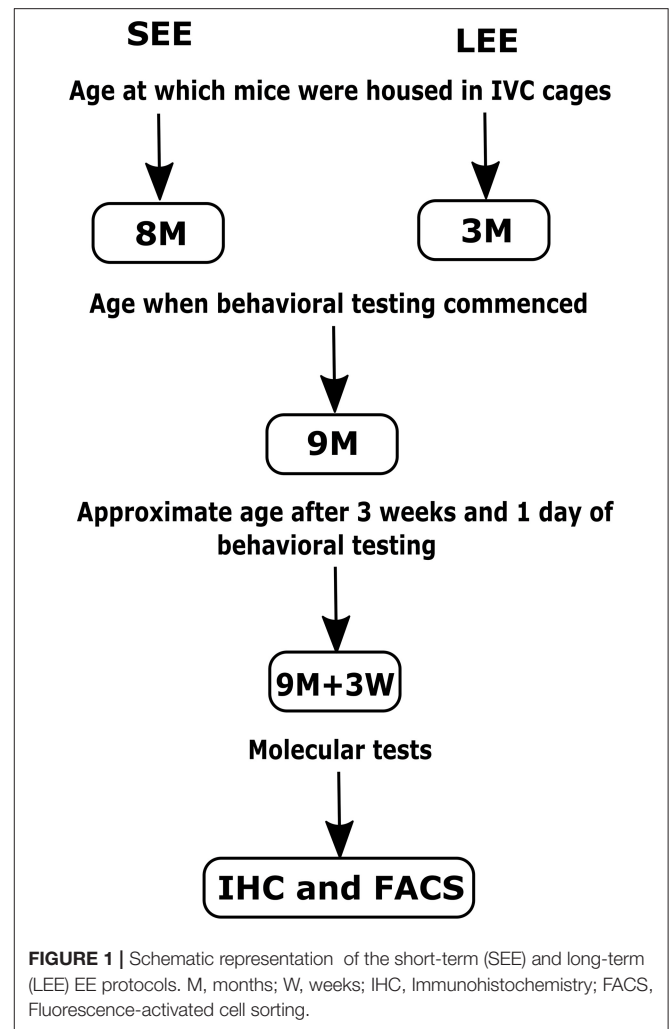 SEE LEE
Age at which mice were housed in IVC cages
8M 3M
Age when behavioral testing commenced
9M
Approximate age after 3 weeks and 1 day of
behavioral testing
9M+3W
Molecular tests
IHC and FACS
FIGURE 1 | Schematic representation of the short-term (SEE) and long-term
(LEE) EE protocols. M, months; W, weeks; IHC, Immunohistochemistry; FACS,
Fluorescence-activated cell sorting.